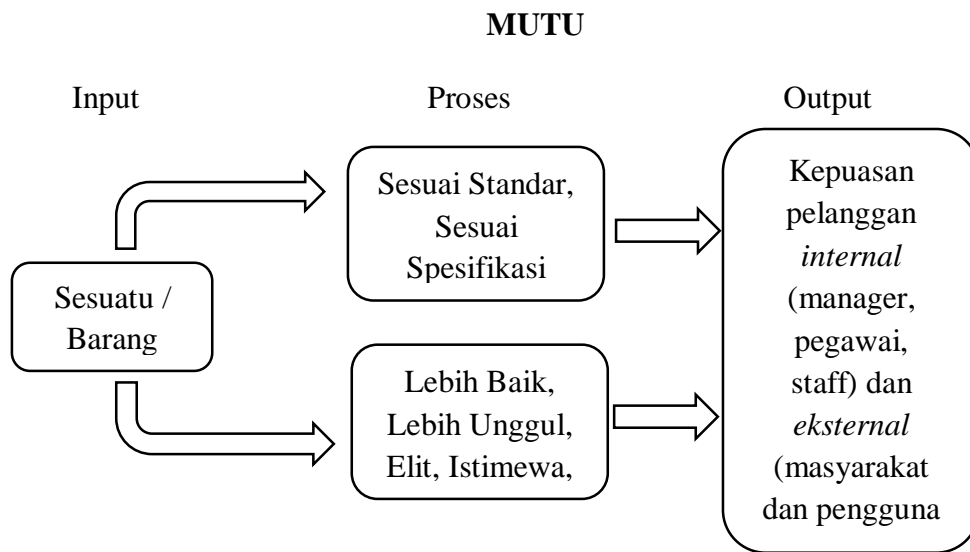 MUTU
Input
Proses
Output
Sesuatu /
Barang
Sesuai Standar,
Sesuai
Spesifikasi
Lebih Baik,
Lebih Unggul,
Elit, Istimewa,
Kepuasan
pelanggan
internal
(manager,
pegawai,
staff) dan
eksternal
(masyarakat
dan pengguna